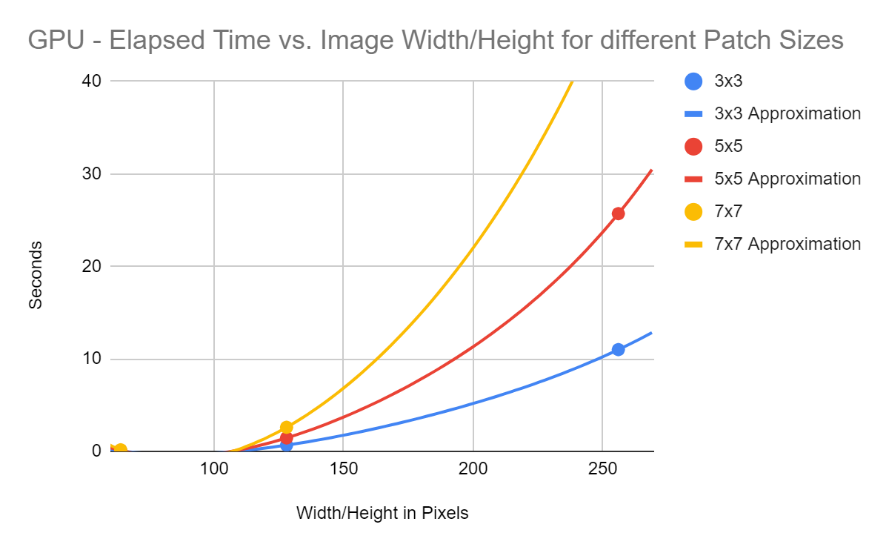 GPU - Elapsed Time vs. Image Width/Height for different Patch Sizes
40
30
20
10
0
Seconds
100 150 200 250
Width/Height in Pixels
3x3
3x3 Approximation
5x5
5x5 Approximation
7x7
7x7 Approximation